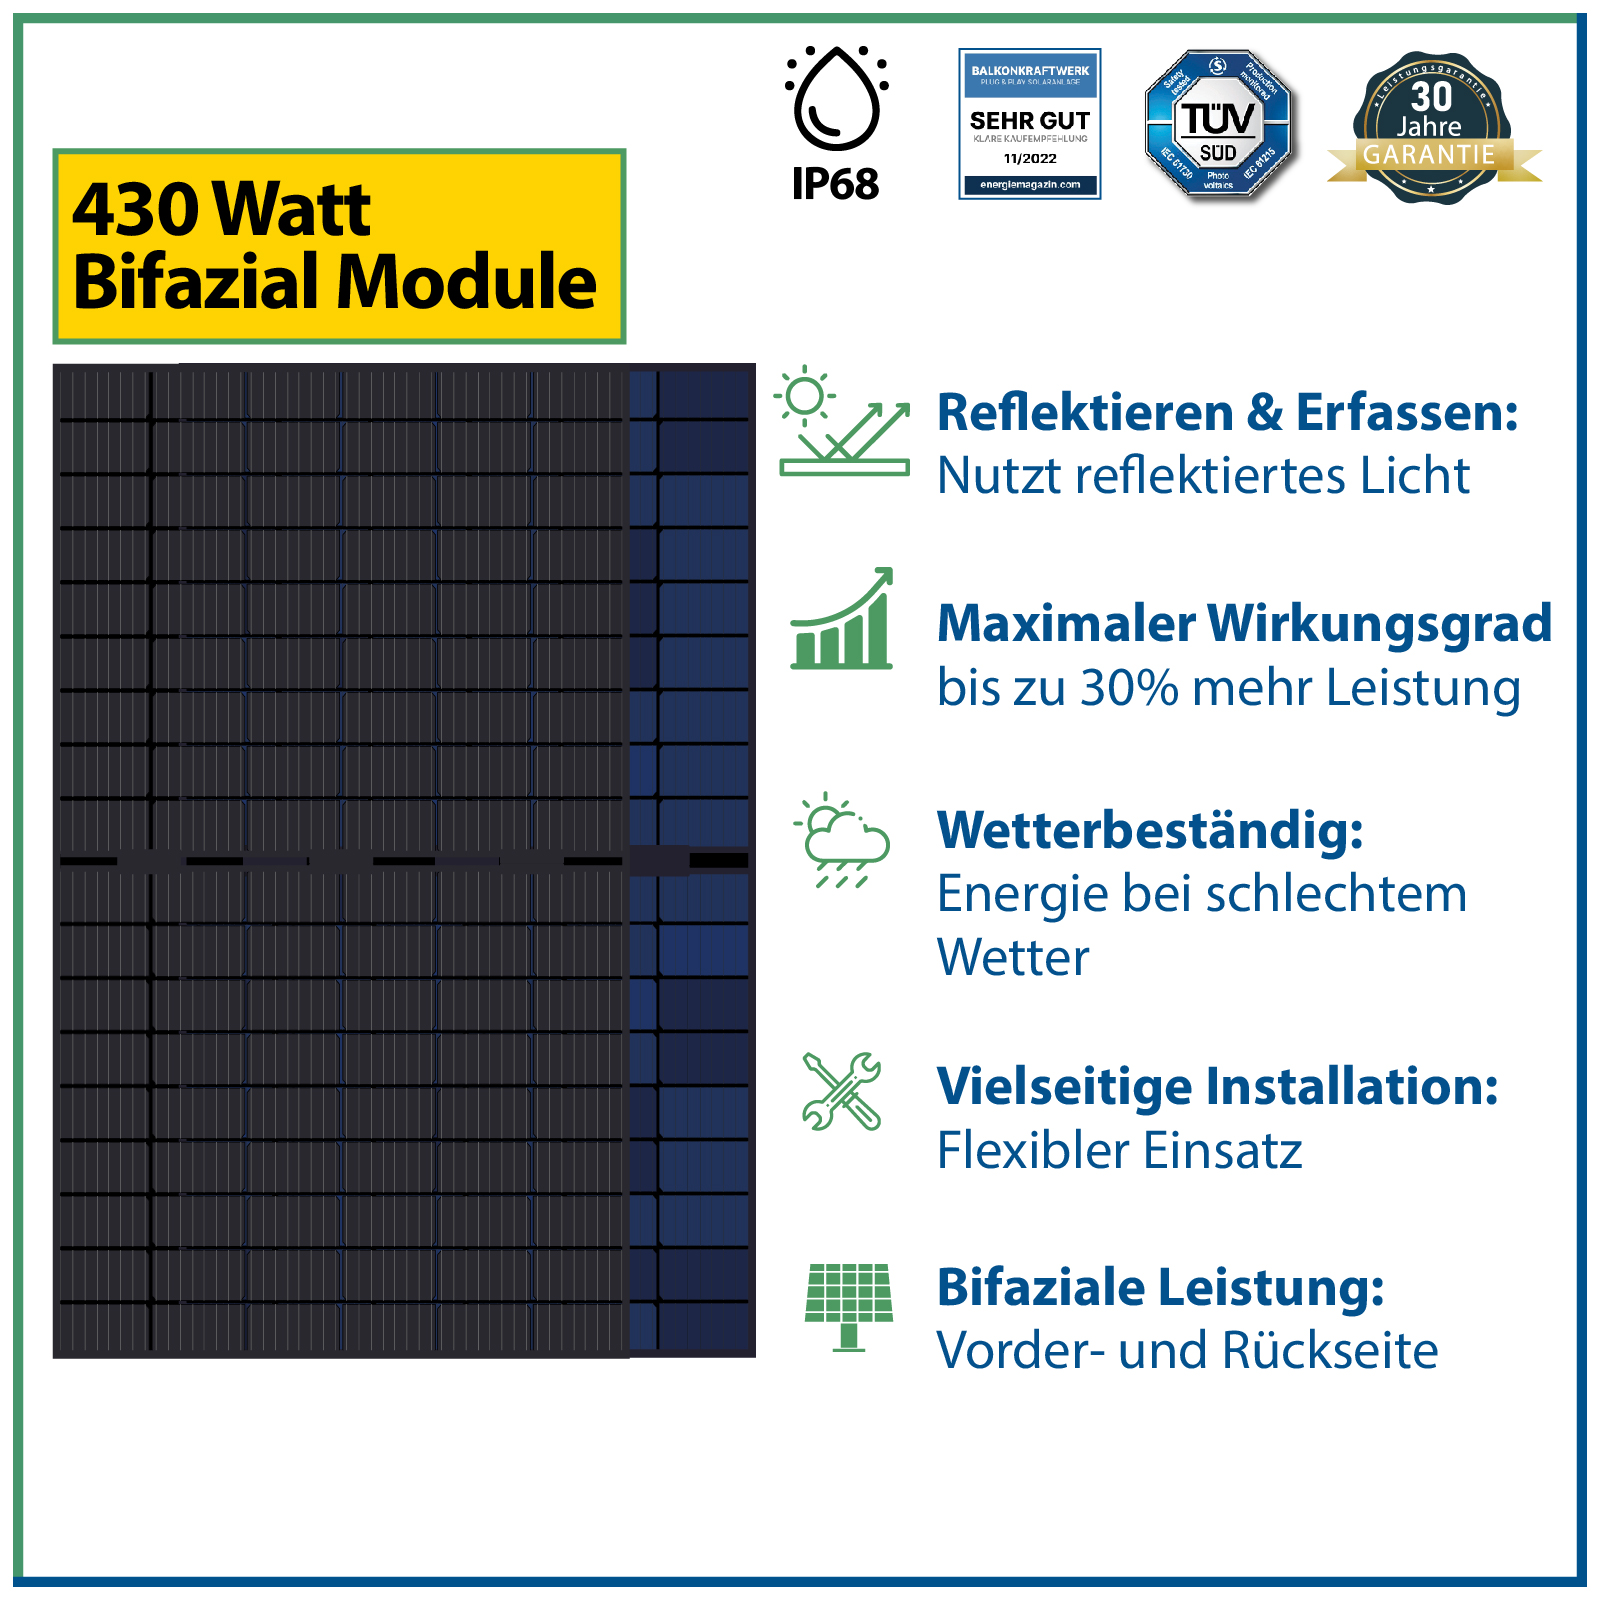 IP68
BALKONKRAFTWERK
PLUG & PLAY SOLARANLAGE
SEHR GUT
KLARE KAUFEMPFEHLUNG
11/2022
energiemagazin.com
Safety tested
Production monitored
TÜV
SÜD
IEC 61730
Photo
voltaics
IEC 61215
Leistungsgarantie
30
Jahre
GARANTIE
430 Watt
Bifazial Module
Reflektieren & Erfassen:
Nutzt reflektiertes Licht
Maximaler Wirkungsgrad
bis zu 30% mehr Leistung
Wetterbeständig:
Energie bei schlechtem
Wetter
Vielseitige Installation:
Flexibler Einsatz
Bifaziale Leistung:
Vorder- und Rückseite